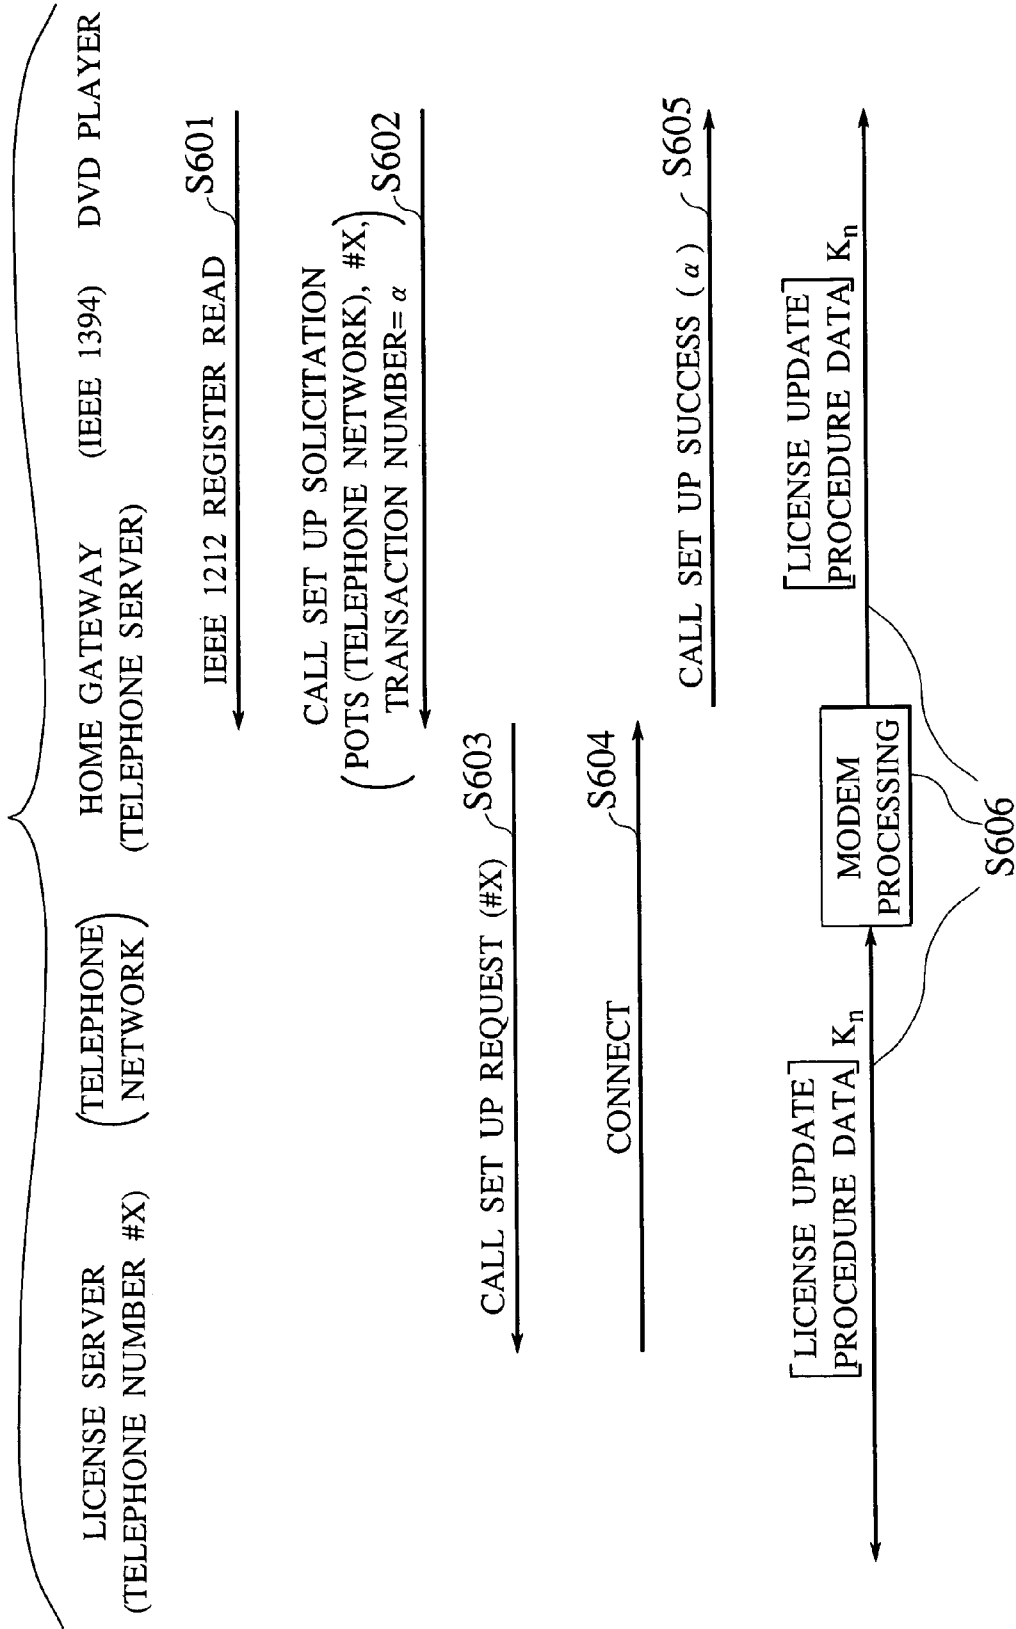 LICENSE SERVER
(TELEPHONE NUMBER #X)
(TELEPHONE
NETWORK)
HOME GATEWAY
(TELEPHONE SERVER)
(IEEE 1394)
DVD PLAYER
IEEE 1212 REGISTER READ
S601
CALL SET UP SOLICITATION
(POTS (TELEPHONE NETWORK), #X,
TRANSACTION NUMBER= α)
S602
CALL SET UP REQUEST (#X)
S603
CONNECT
S604
CALL SET UP SUCCESS (α)
S605
[LICENSE UPDATE
PROCEDURE DATA] Kn
MODEM
PROCESSING
[LICENSE UPDATE
PROCEDURE DATA] Kn
S606